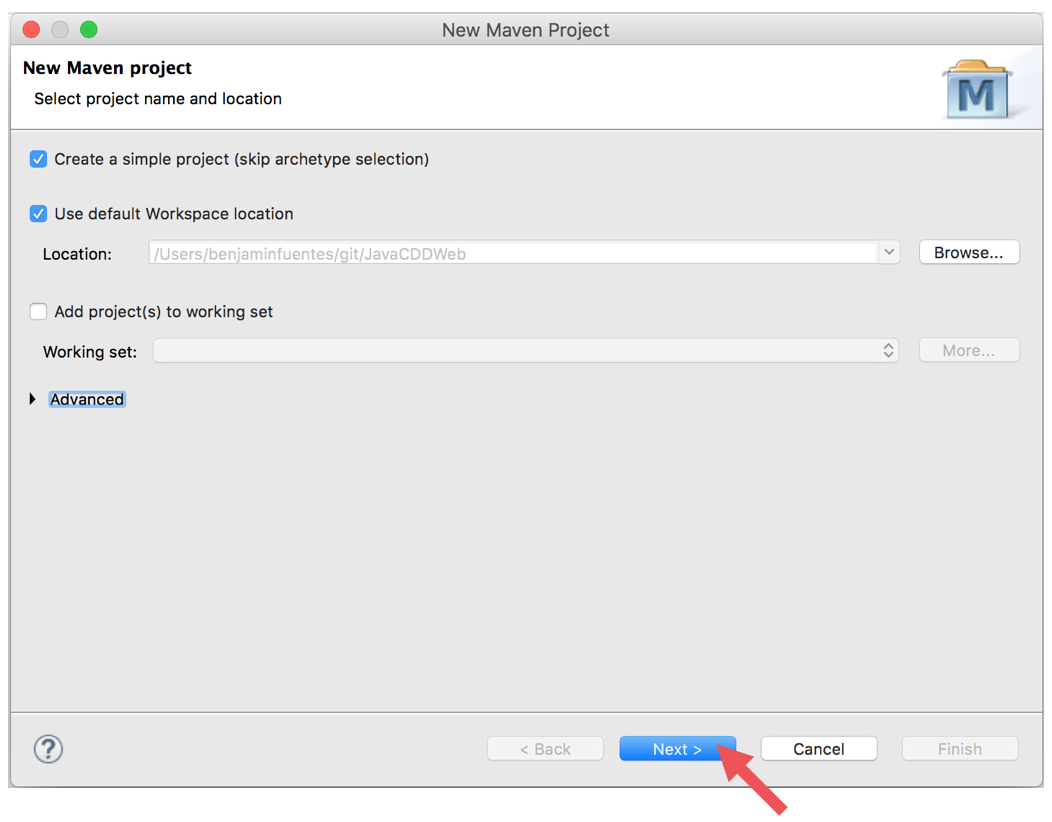 New Maven Project
New Maven project
Select project name and location
M
Create a simple project (skip archetype selection)
Use default Workspace location
Location: /Users/benjaminfuentes/git/JavaCDDWeb Browse...
Add project(s) to working set
Working set: More...
Advanced
? < Back Next > Cancel Finish